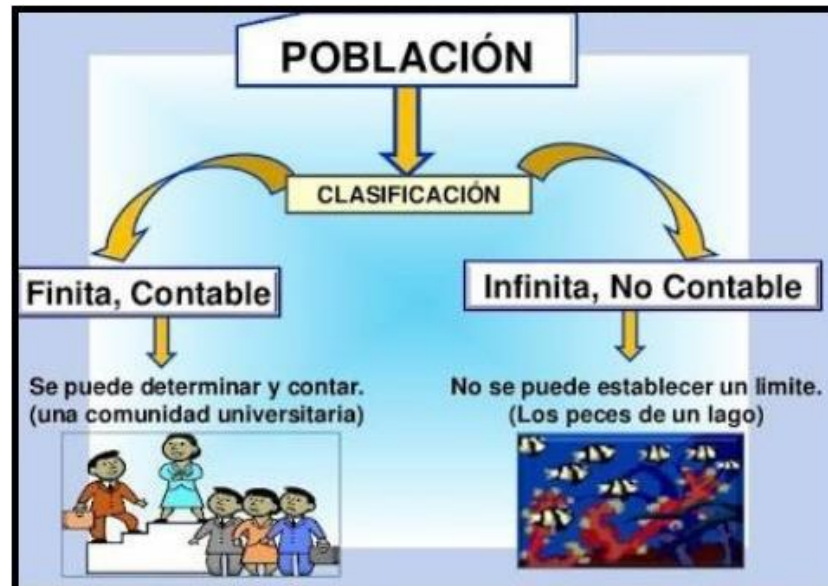 POBLACIÓN
CLASIFICACIÓN
Finita, Contable
Infinita, No Contable
Se puede determinar y contar.
(una comunidad universitaria)
No se puede establecer un limite.
(Los peces de un lago)